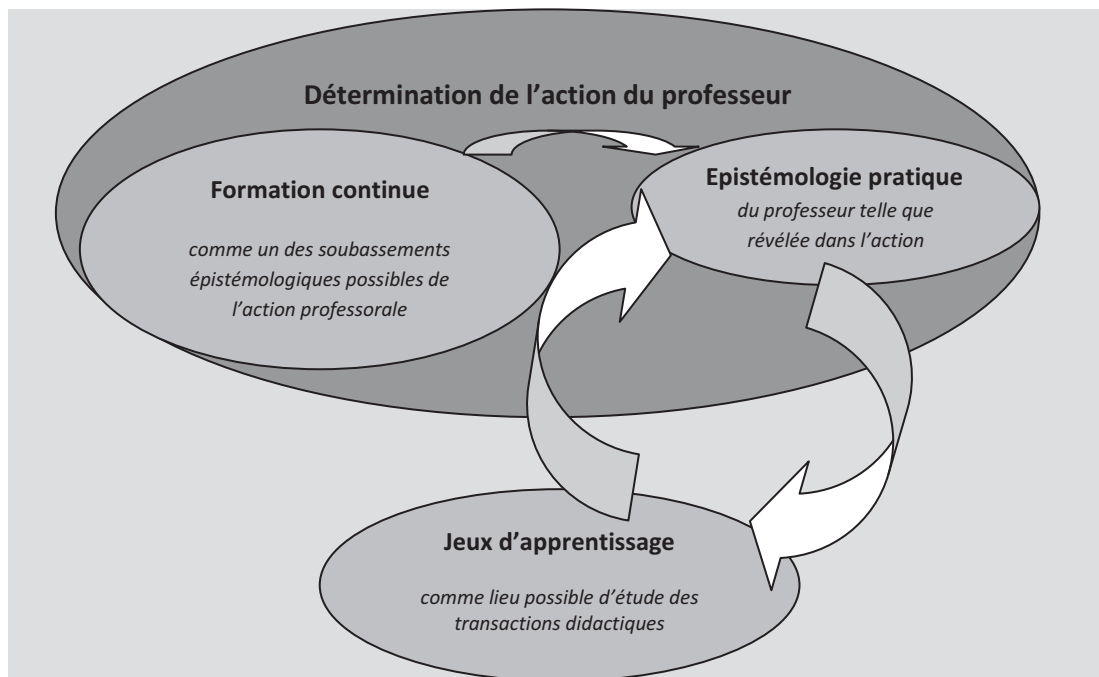 Détermination de l’action du professeur
Formation continue
comme un des soubassements
épistémologiques possibles de
l’action professorale
Epistémologie pratique
du professeur telle que
révélée dans l’action
Jeux d’apprentissage
comme lieu possible d’étude des
transactions didactiques